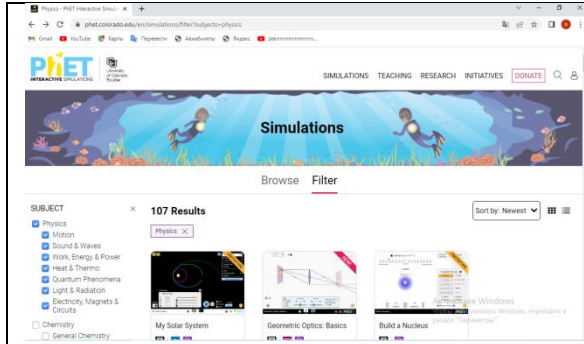 Physics - PhET Interactive Simul
phet.colorado.edu/en/simulations/filter?subjects=physics
Gmail
YouTube
Карты
Перевести
Авиабилеты
Яндекс
PhET
INTERACTIVE SIMULATIONS
University of Colorado Boulder
SIMULATIONS TEACHING RESEARCH INITIATIVES DONATE
Simulations
Browse Filter
SUBJECT
107 Results
Sort by: Newest
Physics
Physics
Motion
Sound & Waves
Work, Energy & Power
Heat & Thermo
Quantum Phenomena
Light & Radiation
Electricity, Magnets &
Circuits
Chemistry
General Chemistry
My Solar System
Geometric Optics: Basics
Build a Nucleus